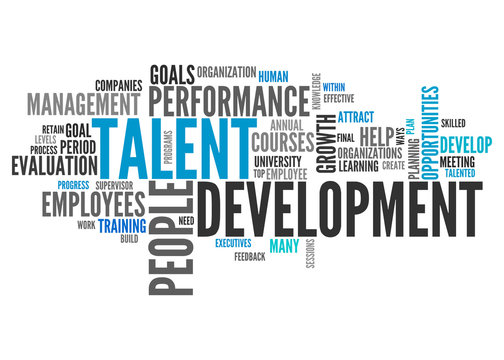 COMPANIES
GOALS
ORGANIZATION
HUMAN
KNOWLEDGE
WITHIN
EFFECTIVE
MANAGEMENT
PERFORMANCE
OPPORTUNITIES
RETAIN
GOAL
TALENT
PROGRAMS
ANNUAL
GROWTH
ATTRACT
PLAN
SKILLED
LEVELS
PROCESS
PERIOD
COURSES
FINAL
HELP
WAYS
PLANNING
DEVELOP
EVALUATION
UNIVERSITY
ORGANIZATIONS
MEETING
TOP
EMPLOYEE
LEARNING
CREATE
TALENTED
PROGRESS
SUPERVISOR
PEOPLE
EMPLOYEES
NEED
DEVELOPMENT
WORK
TRAINING
BUILD
EXECUTIVES
MANY
SESSIONS
FEEDBACK